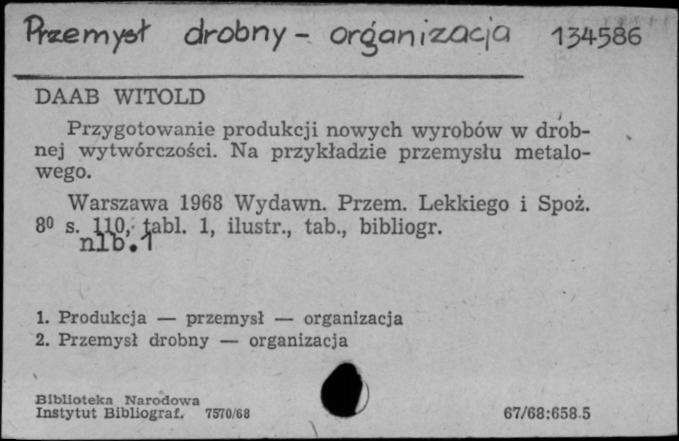 Przemysł drobny - organizacja 134586
DAAB WITOLD
Przygotowanie produkcji nowych wyrobów w drob-
nej wytwórczości. Na przykładzie przemysłu metalo-
wego.
Warszawa 1968 Wydawn. Przem. Lekkiego i Spoż.
8⁰ s. 110, tabl. 1, ilustr., tab., bibliogr.
nlb.1
1. Produkcja — przemysł — organizacja
2. Przemysł drobny — organizacja
Biblioteka Narodowa
Instytut Bibliograf. 7570/68 67/68:658.5